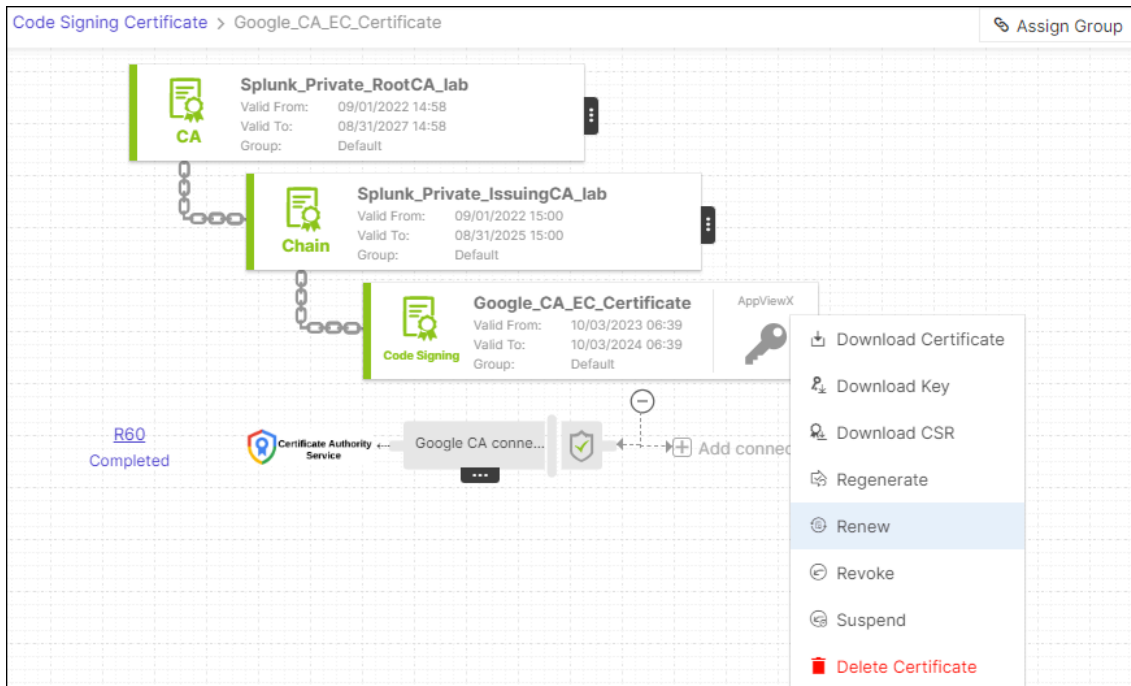 Code Signing Certificate > Google_CA_EC_Certificate
Assign Group
Splunk_Private_RootCA_lab
Valid From: 09/01/2022 14:58
Valid To: 08/31/2027 14:58
Group: Default
CA
Splunk_Private_IssuingCA_lab
Valid From: 09/01/2022 15:00
Valid To: 08/31/2025 15:00
Group: Default
Chain
Google_CA_EC_Certificate
Valid From: 10/03/2023 06:39
Valid To: 10/03/2024 06:39
Group: Default
Code Signing
AppViewX
R60
Completed
Certificate Authority
Service
Google CA conne...
Add connec
Download Certificate
Download Key
Download CSR
Regenerate
Renew
Revoke
Suspend
Delete Certificate